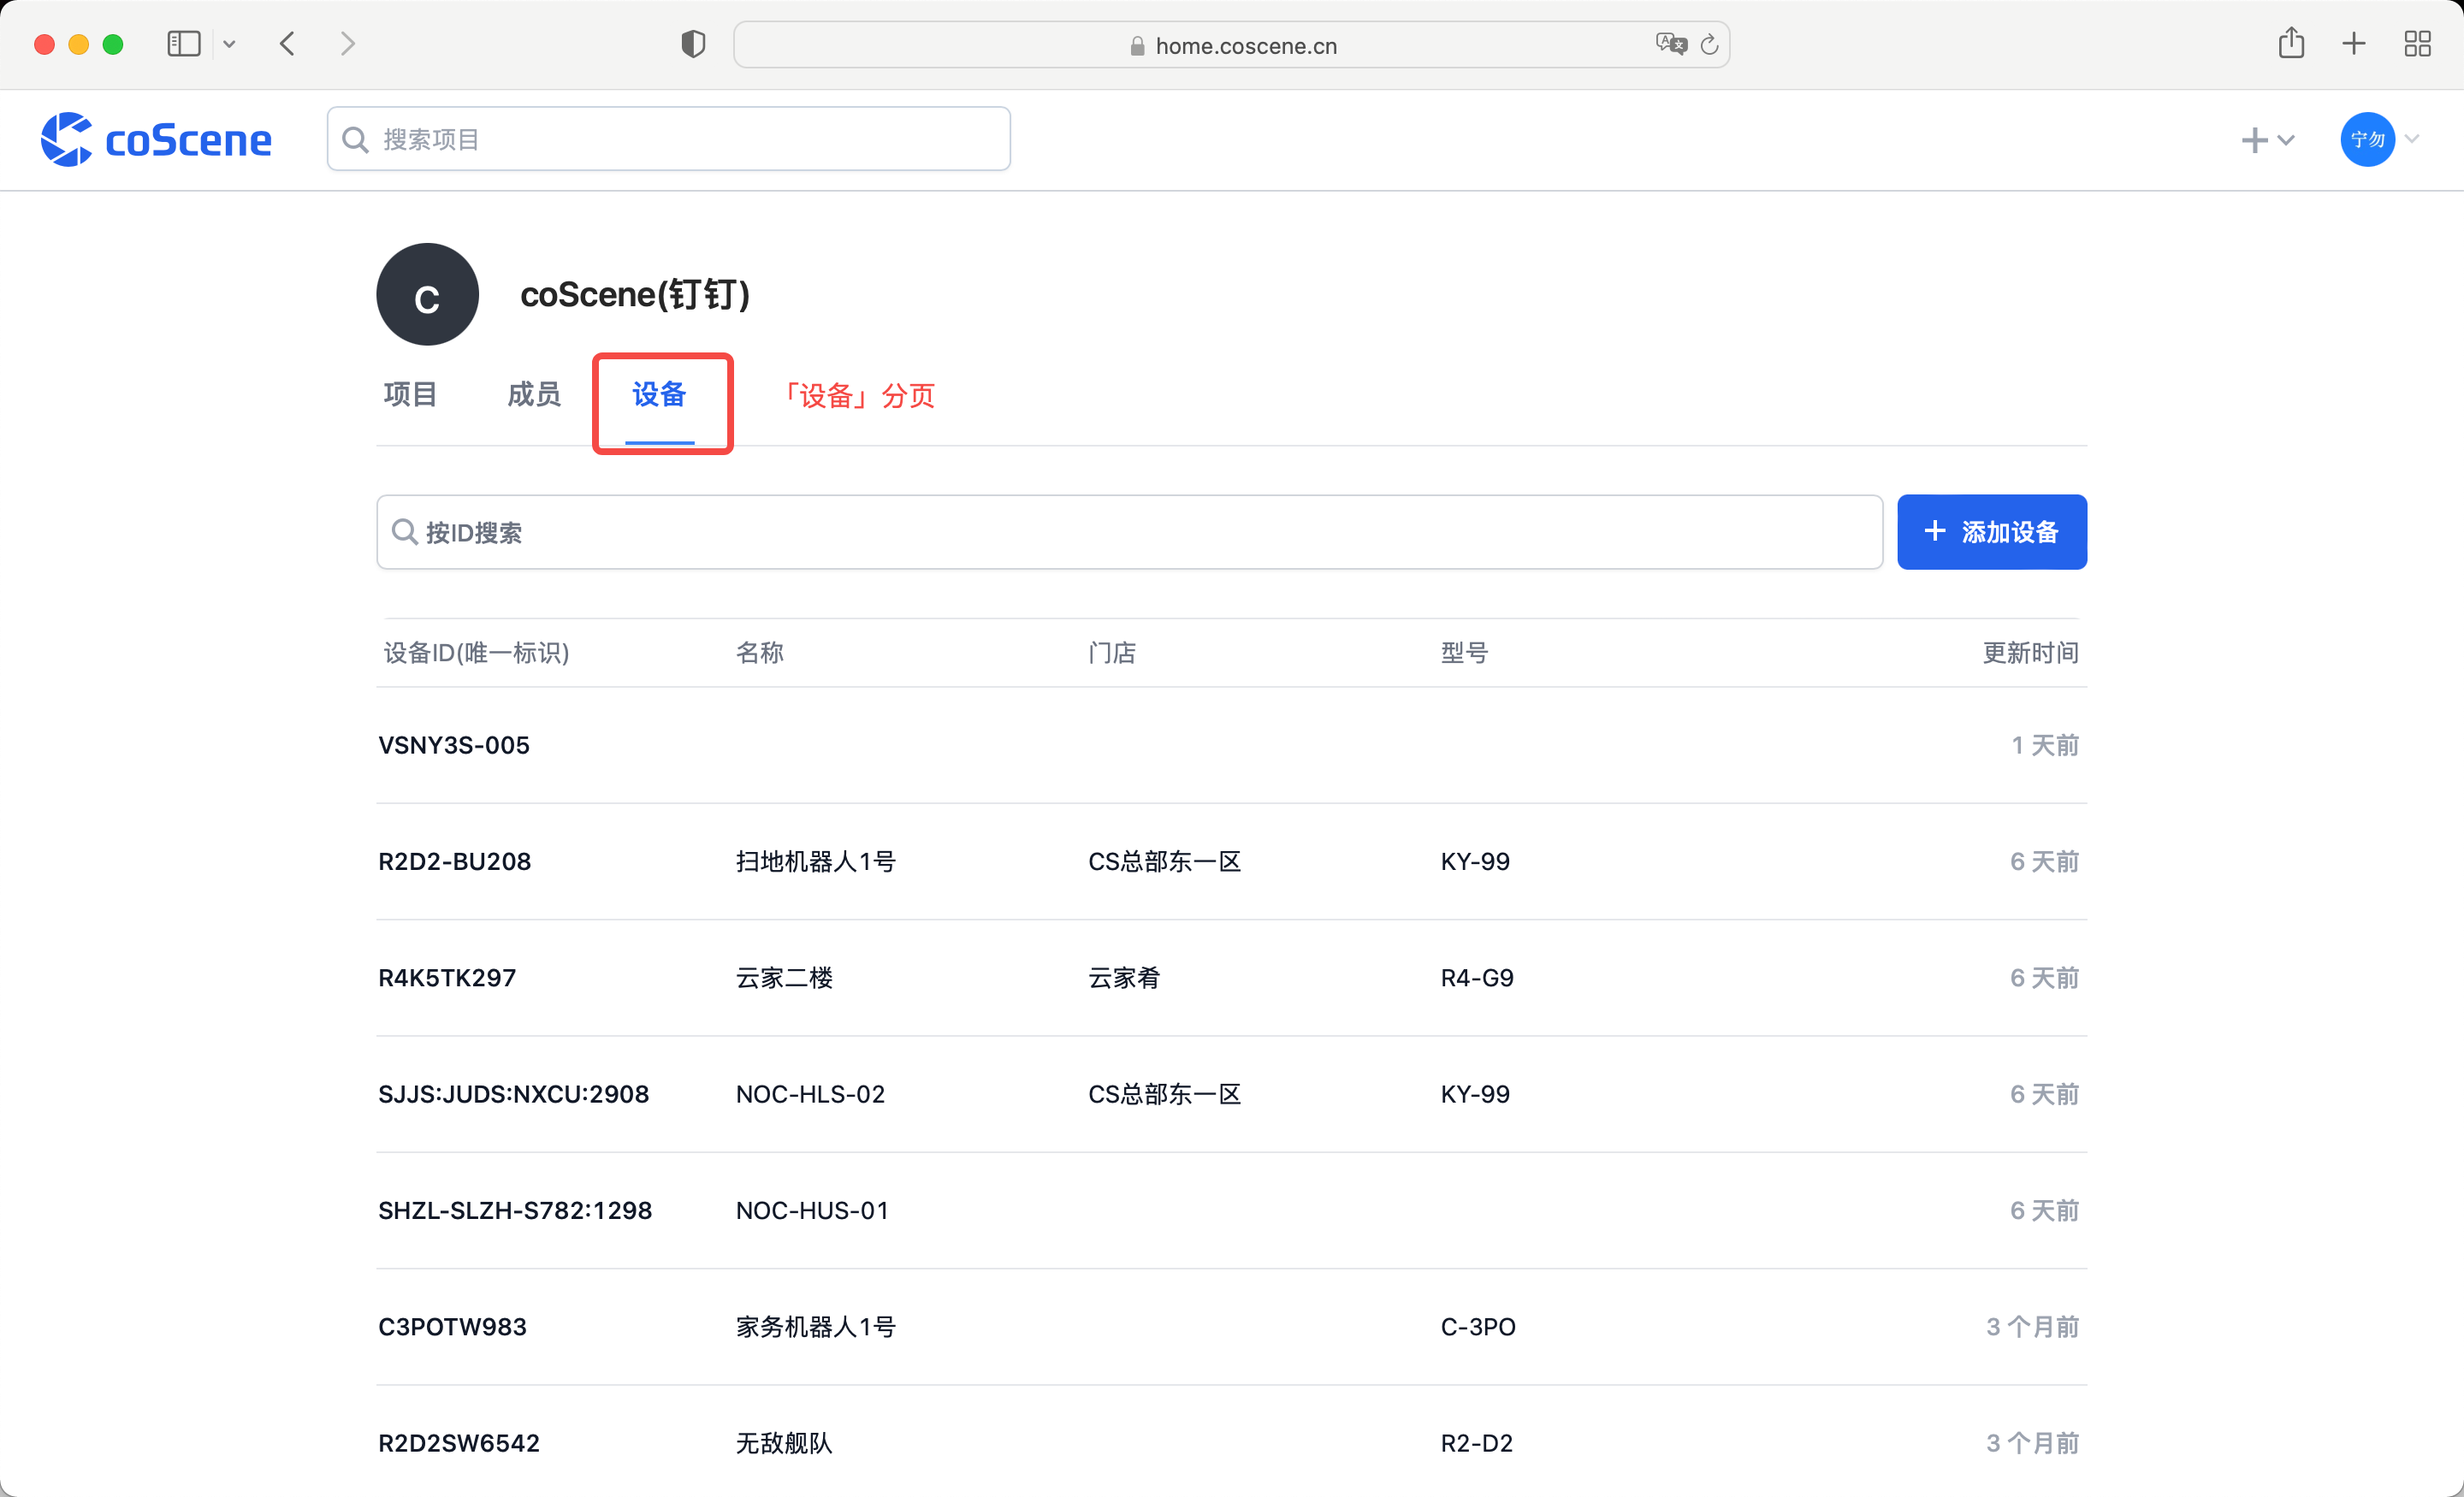 home.coscene.cn
coScene
搜索项目
宁勿
C
coScene(钉钉)
项目 成员 设备 「设备」分页
按ID搜索
添加设备
设备ID(唯一标识) 名称 门店 型号 更新时间
VSNY3S-005 1 天前
R2D2-BU208 扫地机器人1号 CS总部东一区 KY-99 6 天前
R4K5TK297 云家二楼 云家肴 R4-G9 6 天前
SJJS:JUDS:NXCU:2908 NOC-HLS-02 CS总部东一区 KY-99 6 天前
SHZL-SLZH-S782:1298 NOC-HUS-01 6 天前
C3POTW983 家务机器人1号 C-3PO 3 个月前
R2D2SW6542 无敌舰队 R2-D2 3 个月前